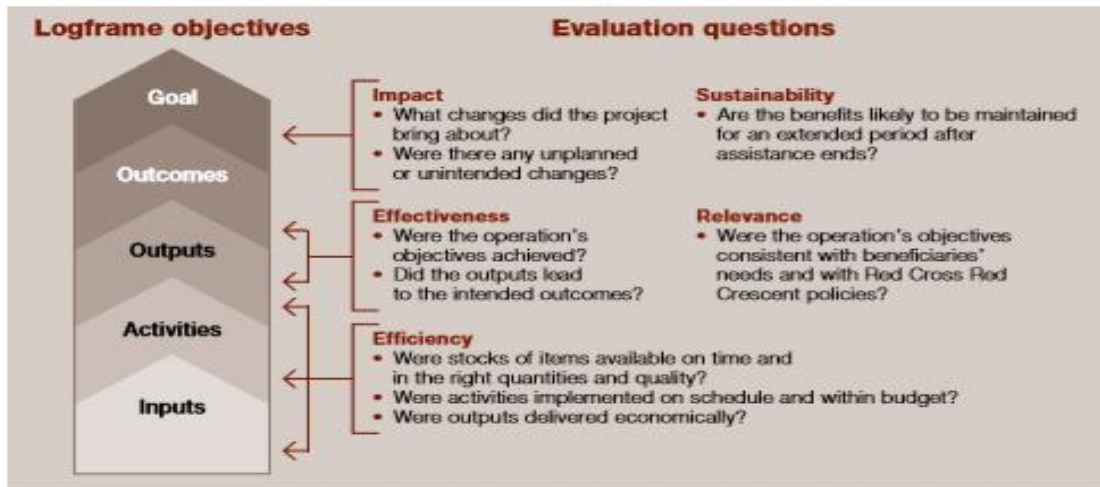 Logframe objectives
Evaluation questions
Goal
Outcomes
Outputs
Activities
Inputs
Impact
• What changes did the project
bring about?
• Were there any unplanned
or unintended changes?
Sustainability
• Are the benefits likely to be maintained
for an extended period after
assistance ends?
Effectiveness
• Were the operation's
objectives achieved?
• Did the outputs lead
to the intended outcomes?
Relevance
• Were the operation's objectives
consistent with beneficiaries'
needs and with Red Cross Red
Crescent policies?
Efficiency
• Were stocks of items available on time and
in the right quantities and quality?
• Were activities implemented on schedule and within budget?
• Were outputs delivered economically?